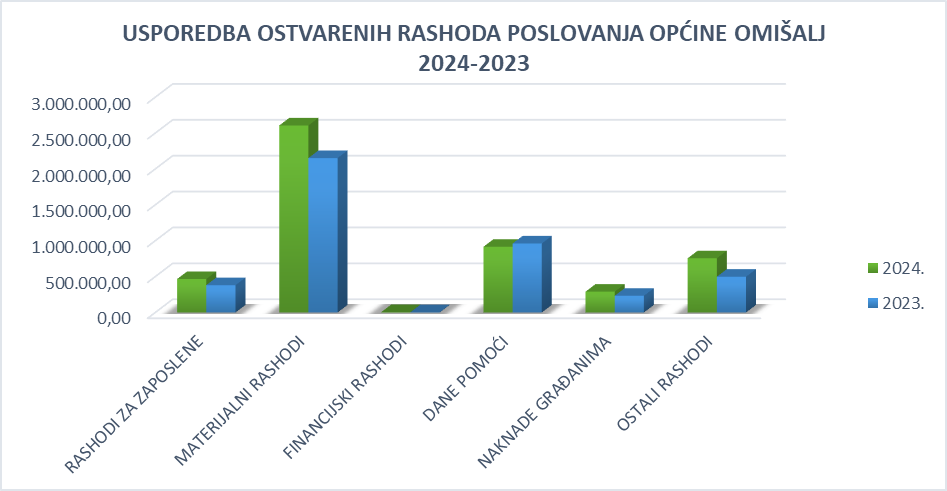 USPOREDBA OSTVARENIH RASHODA POSLOVANJA OPĆINE OMIŠALJ
2024-2023
3.000.000,00
2.500.000,00
2.000.000,00
1.500.000,00
1.000.000,00
500.000,00
0,00
RASHODI ZA ZAPOSLENE
MATERIJALNI RASHODI
FINANCIJSKI RASHODI
DANE POMOĆI
NAKNADE GRAĐANIMA
OSTALI RASHODI
2024.
2023.